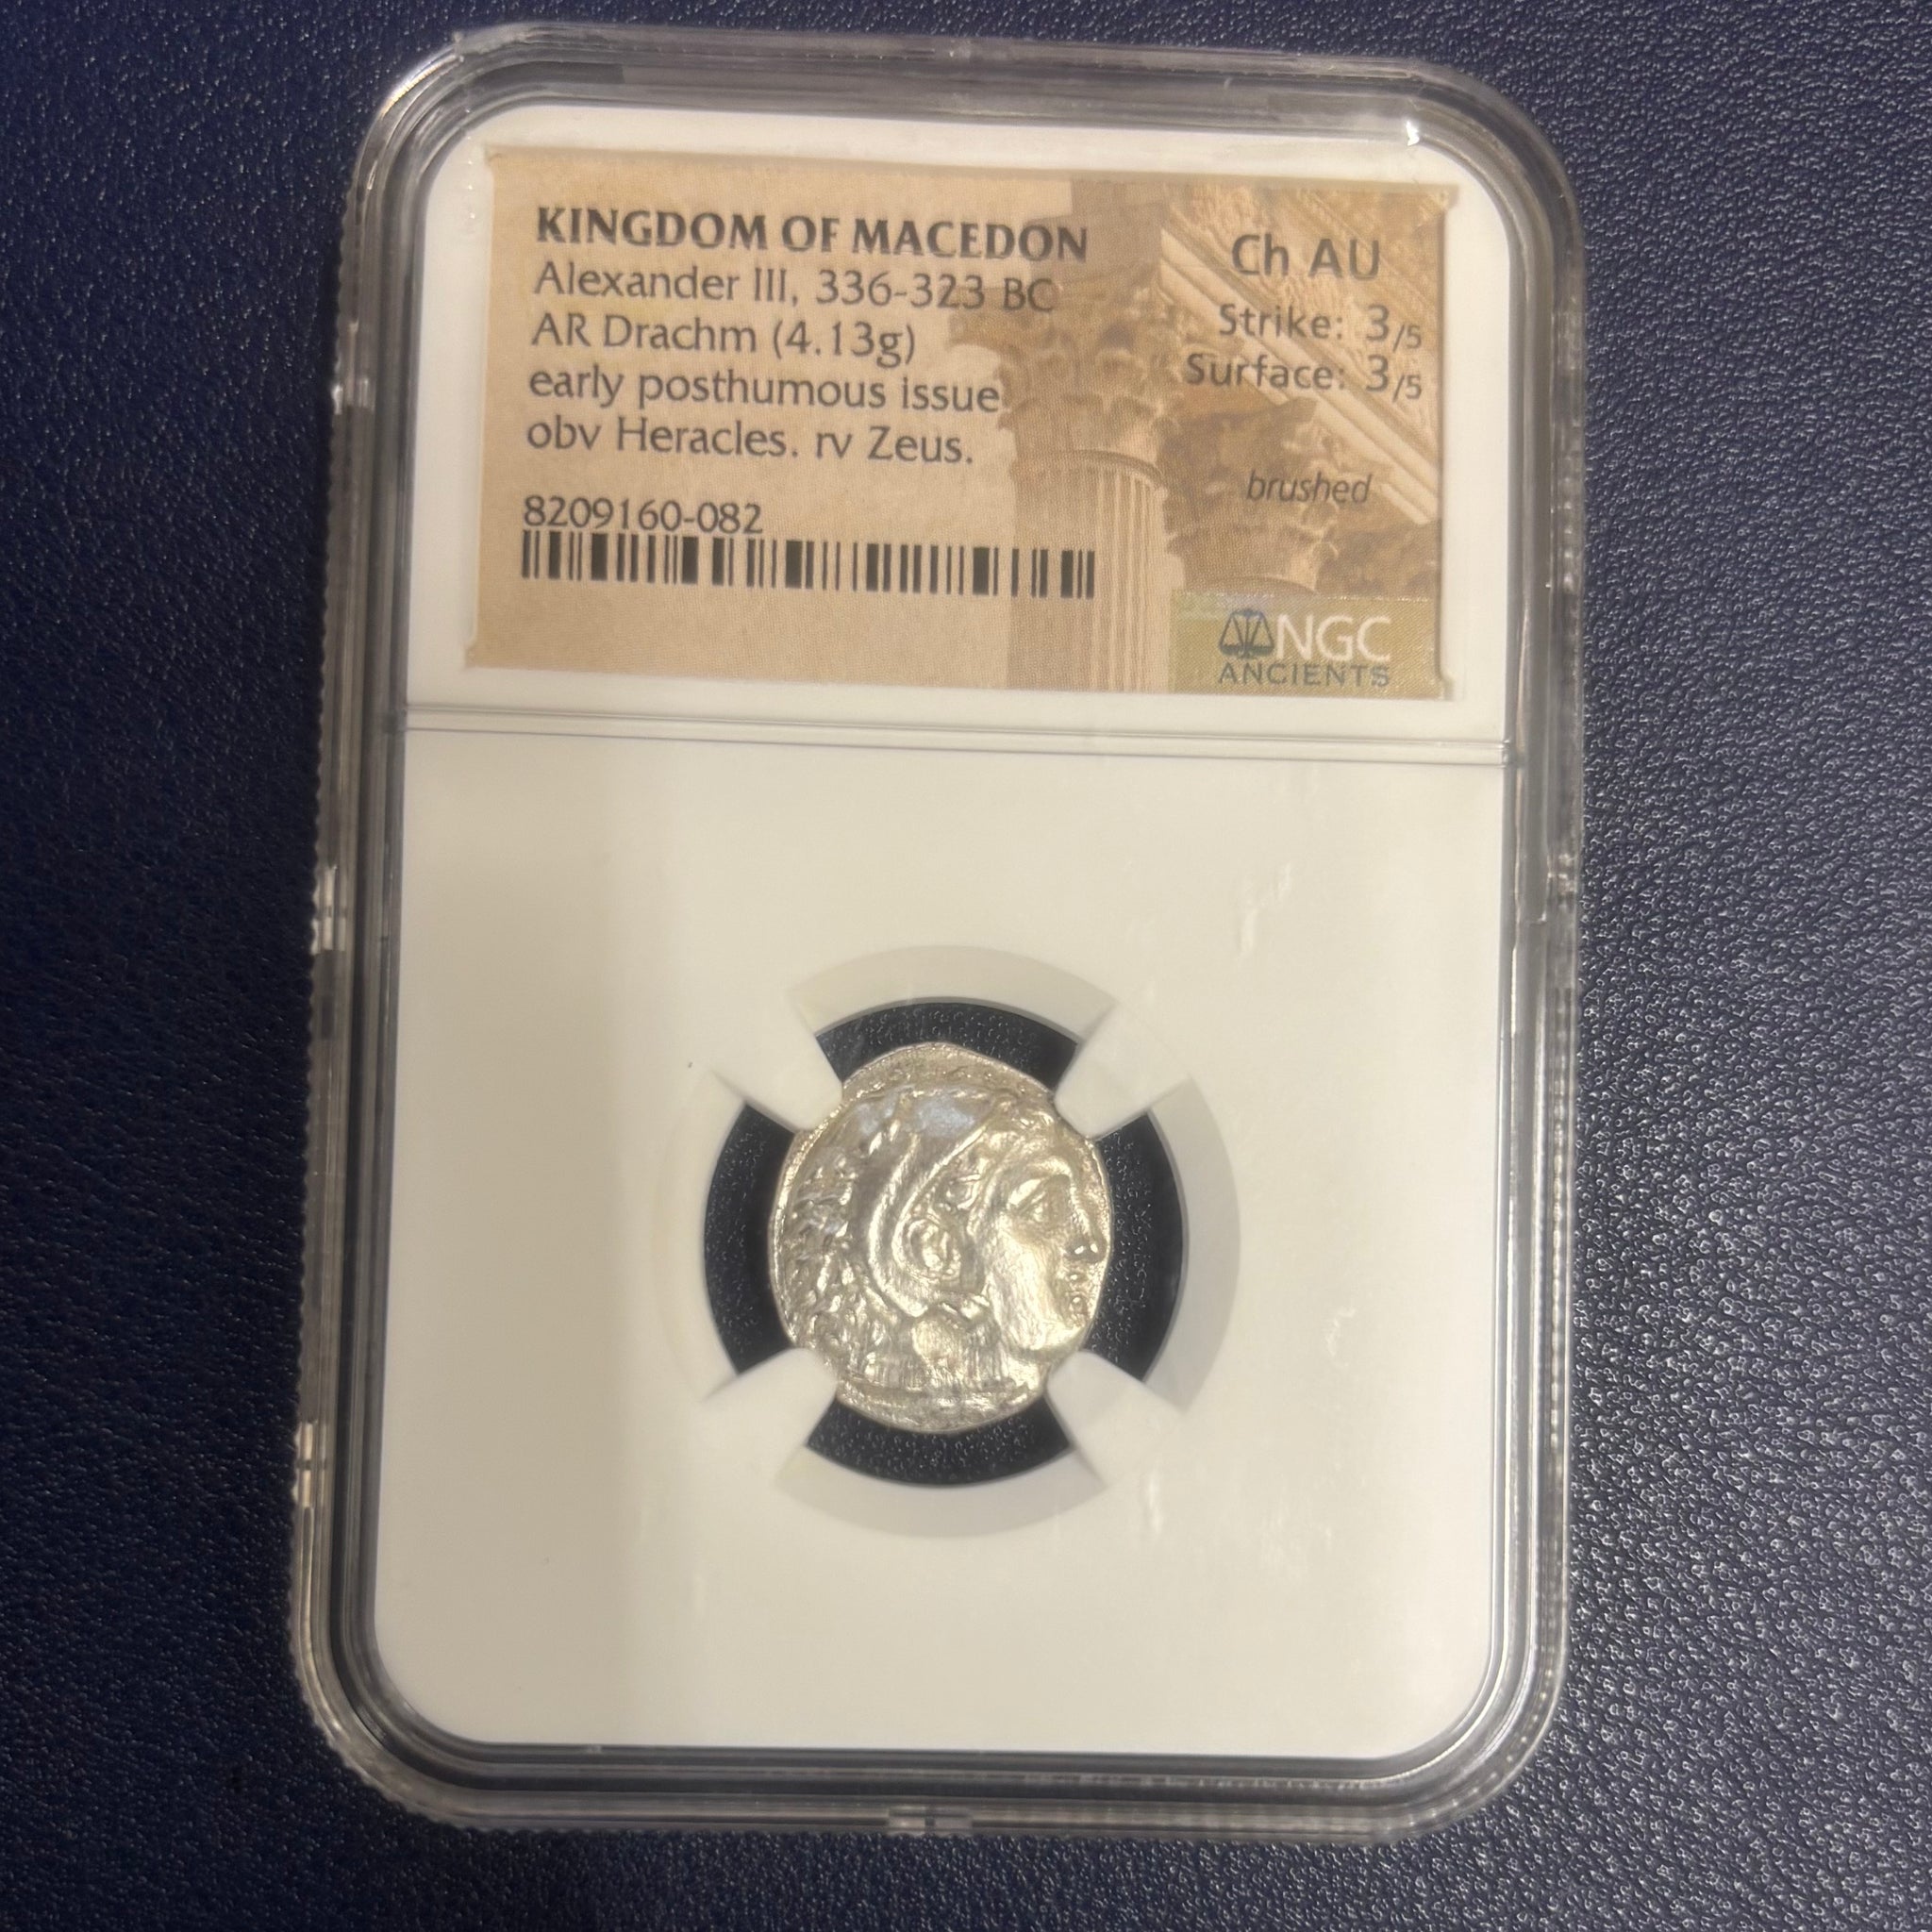 KINGDOM OF MACEDON
Alexander III, 336-323 BC
AR Drachm (4.13g)
early posthumous issue
obv Heracles. rv Zeus.
8209160-082
Ch AU
Strike: 3/5
Surface: 3/5
brushed
NGC
ANCIENTS